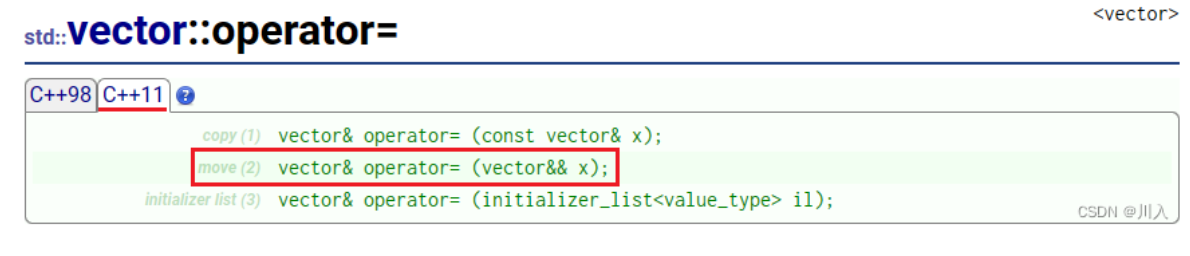 <vector>
std::vector::operator=
C++98 C++11 ?
copy (1) vector& operator= (const vector& x);
move (2) vector& operator= (vector&& x);
initializer list (3) vector& operator= (initializer_list<value_type> il);
CSDN @川入